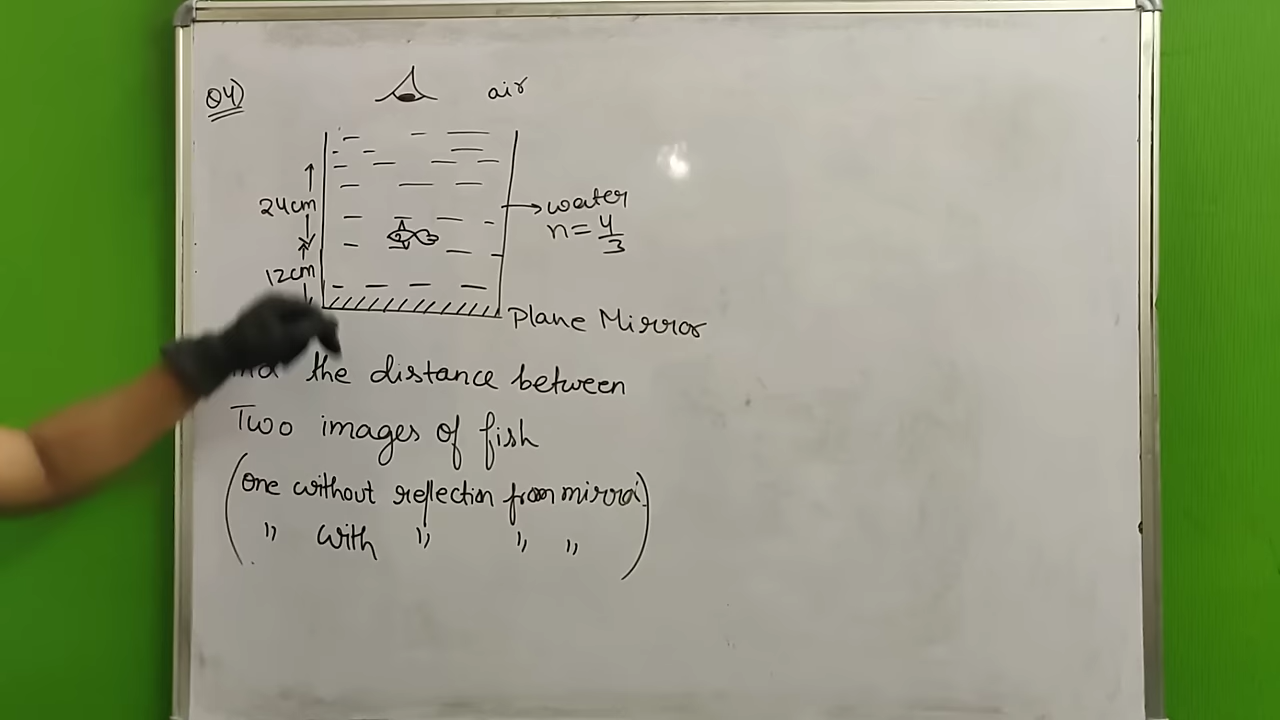 Q4)
air
24cm
water
n=4/3
12cm
Plane Mirror
the distance between
Two images of fish
(One without reflection from mirror
" with " " ")